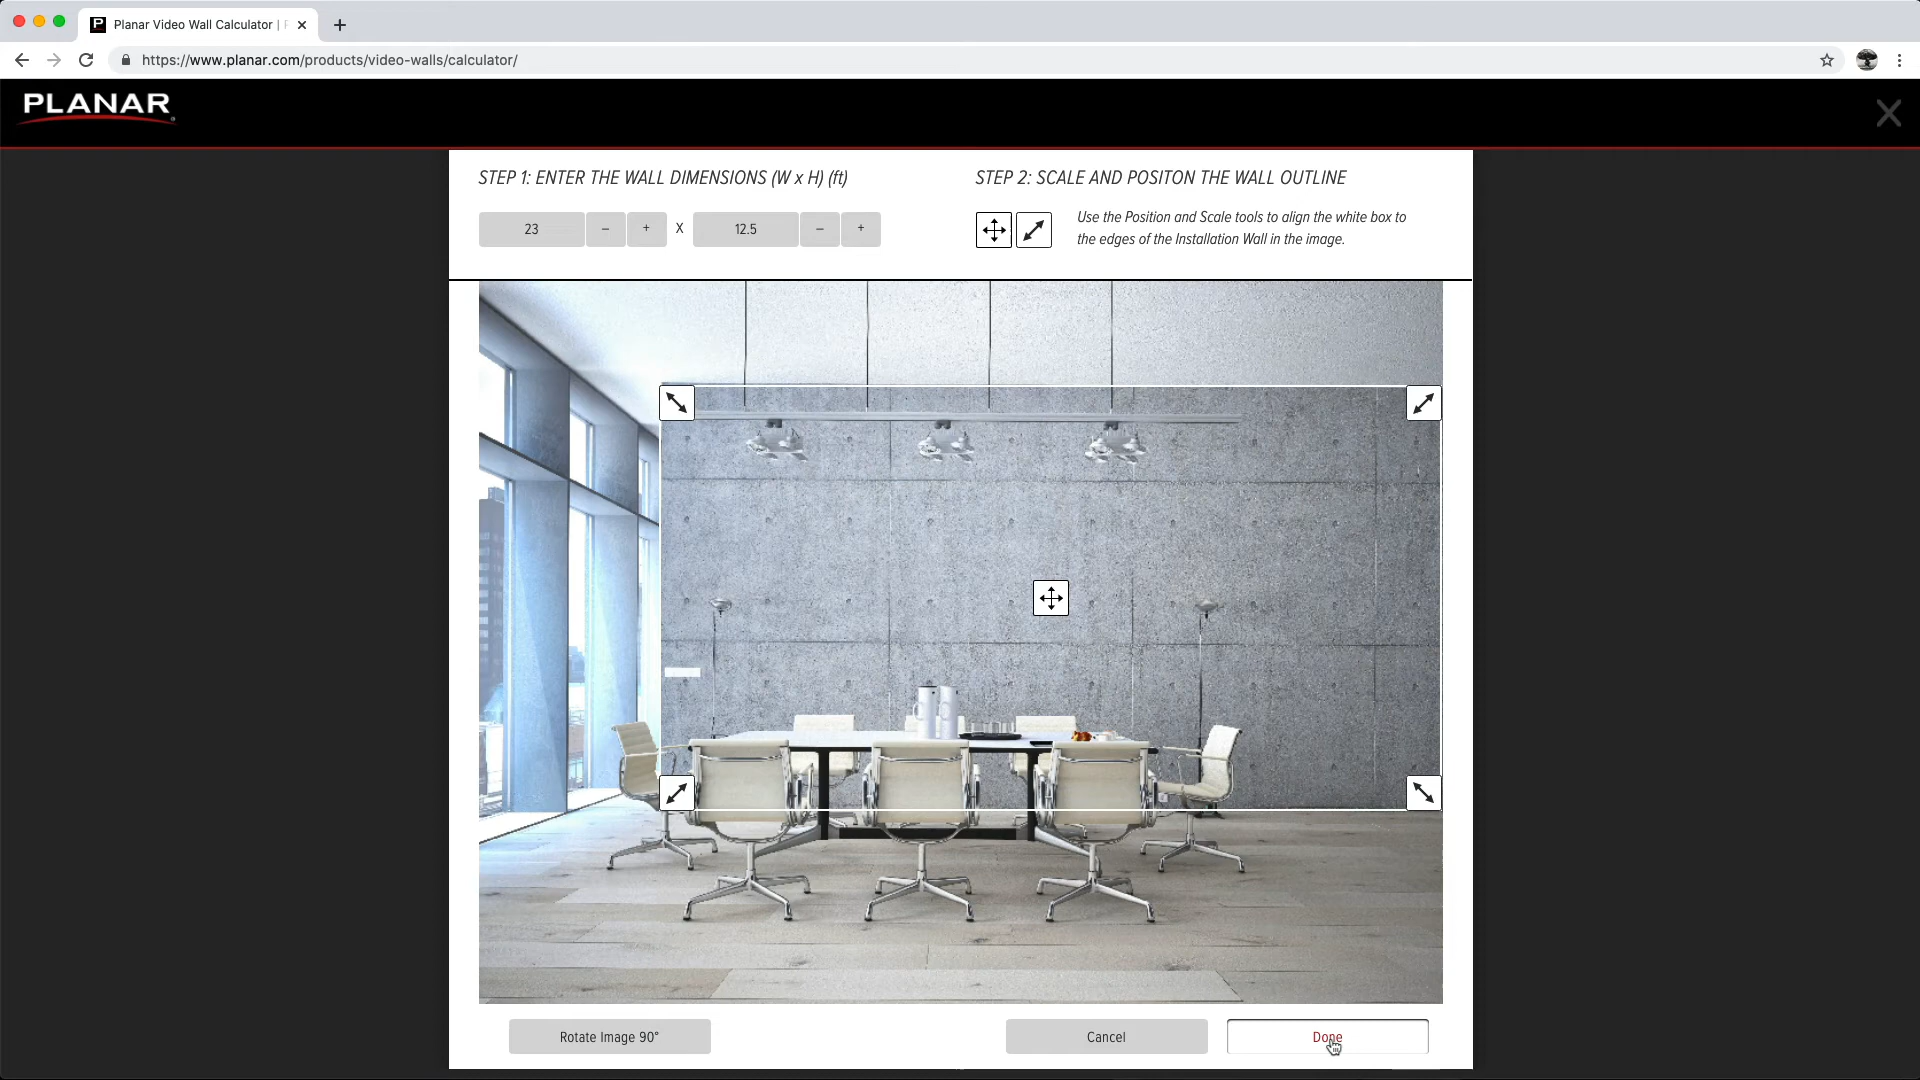 Planar Video Wall Calculator |
https://www.planar.com/products/video-walls/calculator/
PLANAR
STEP 1: ENTER THE WALL DIMENSIONS (W x H) (ft)
23 − + X 12.5 − +
STEP 2: SCALE AND POSITON THE WALL OUTLINE
Use the Position and Scale tools to align the white box to
the edges of the Installation Wall in the image.
Rotate Image 90°
Cancel
Done